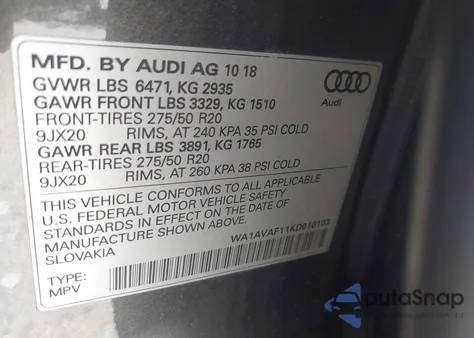 MFD. BY AUDI AG 10 18
GVWR LBS 6471, KG 2935
GAWR FRONT LBS 3329, KG 1510
FRONT-TIRES 275/50 R20
9JX20 RIMS, AT 240 KPA 35 PSI COLD
GAWR REAR LBS 3891, KG 1765
REAR-TIRES 275/50 R20
9JX20 RIMS, AT 260 KPA 38 PSI COLD
THIS VEHICLE CONFORMS TO ALL APPLICABLE
U.S. FEDERAL MOTOR VEHICLE SAFETY
STANDARDS IN EFFECT ON THE DATE OF
MANUFACTURE SHOWN ABOVE.
SLOVAKIA
WA1AVAF11KD010103
TYPE:
MPV
Audi
autoSnap